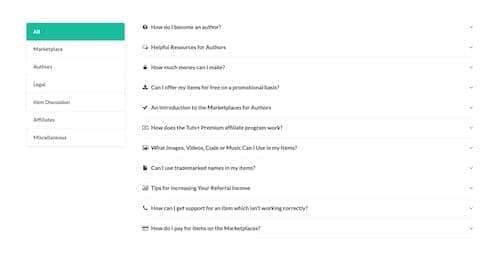 All
Marketplace
Authors
Legal
Item Discussion
Affiliates
Miscellaneous
How do I become an author?
Helpful Resources for Authors
How much money can I make?
Can I offer my items for free on a promotional basis?
An Introduction to the Marketplaces for Authors
How does the Tuts+ Premium affiliate program work?
What Images, Videos, Code or Music Can I Use in my Items?
Can I use trademarked names in my items?
Tips for Increasing Your Referral Income
How can I get support for an item which isn't working correctly?
How do I pay for items on the Marketplaces?